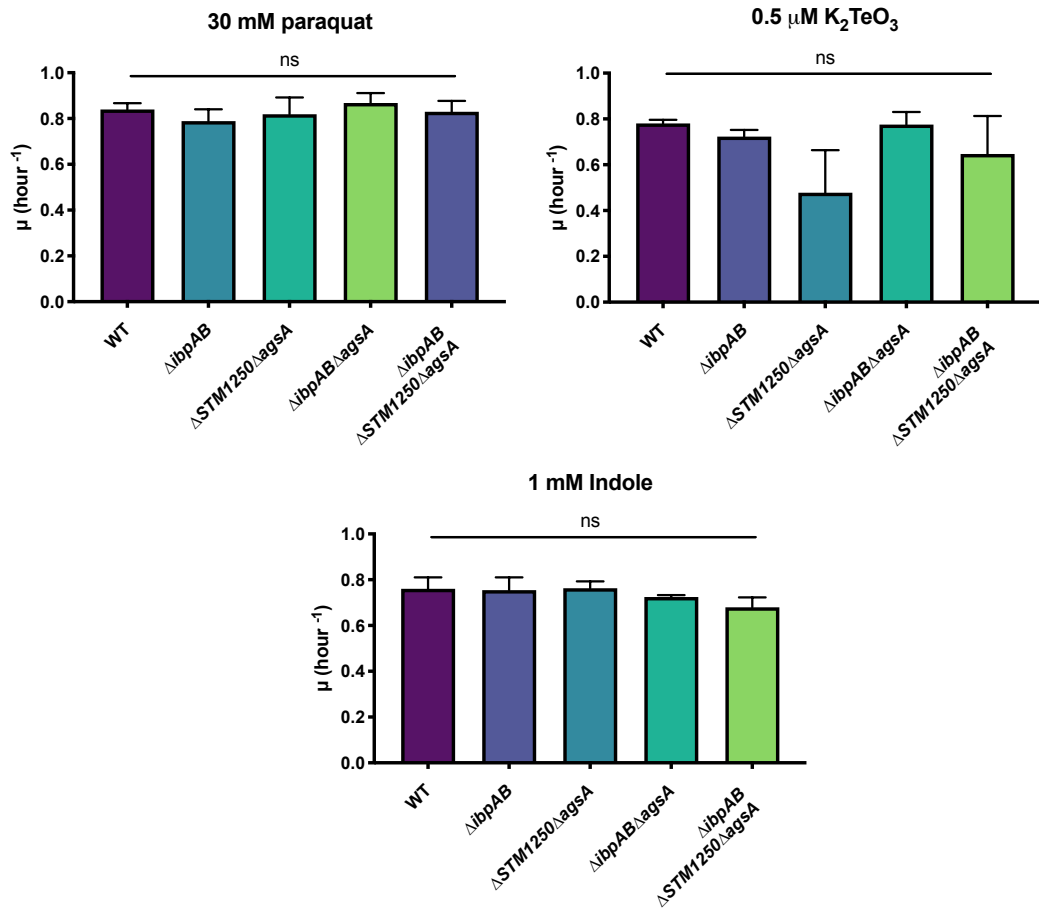 30 mM paraquat
ns
1.0
0.8
0.6
0.4
0.2
0.0
µ (hour ⁻¹)
WT
ΔibpAB
ΔSTM1250ΔagsA
ΔibpABΔagsA
ΔibpAB
ΔSTM1250ΔagsA
0.5 µM K₂TeO₃
ns
1.0
0.8
0.6
0.4
0.2
0.0
µ (hour ⁻¹)
WT
ΔibpAB
ΔSTM1250ΔagsA
ΔibpABΔagsA
ΔibpAB
ΔSTM1250ΔagsA
1 mM Indole
ns
1.0
0.8
0.6
0.4
0.2
0.0
µ (hour ⁻¹)
WT
ΔibpAB
ΔSTM1250ΔagsA
ΔibpABΔagsA
ΔibpAB
ΔSTM1250ΔagsA